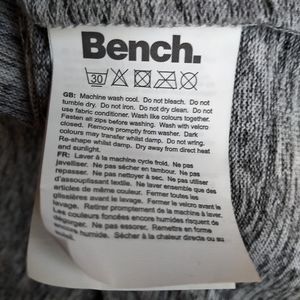 Bench.
30
GB: Machine wash cool. Do not bleach. Do not
tumble dry. Do not iron. Do not dry clean. Do not
use fabric conditioner. Wash like colours together.
Fasten all zips before washing. Wash with velcro
closed. Remove promptly from washer. Dark
colours may transfer whilst damp. Do not wring.
Re-shape whilst damp. Dry away from direct heat
and sunlight.
FR: Laver à la machine cycle froid. Ne pas
javelliser. Ne pas sécher en tambour. Ne pas
repasser. Ne pas nettoyer à sec. Ne pas utiliser
d'assouplissant textile. Ne laver ensemble que des
articles de même couleur. Fermer toutes les
glissières avant le lavage. Fermer le velcro avant le
lavage. Retirer promptement de la machine à laver.
Les couleurs foncées encore humides risquent de
déteindre. Ne pas essorer. Remettre en forme
encore humide. Sécher à l'écart de chaleur directe ou au
soleil.